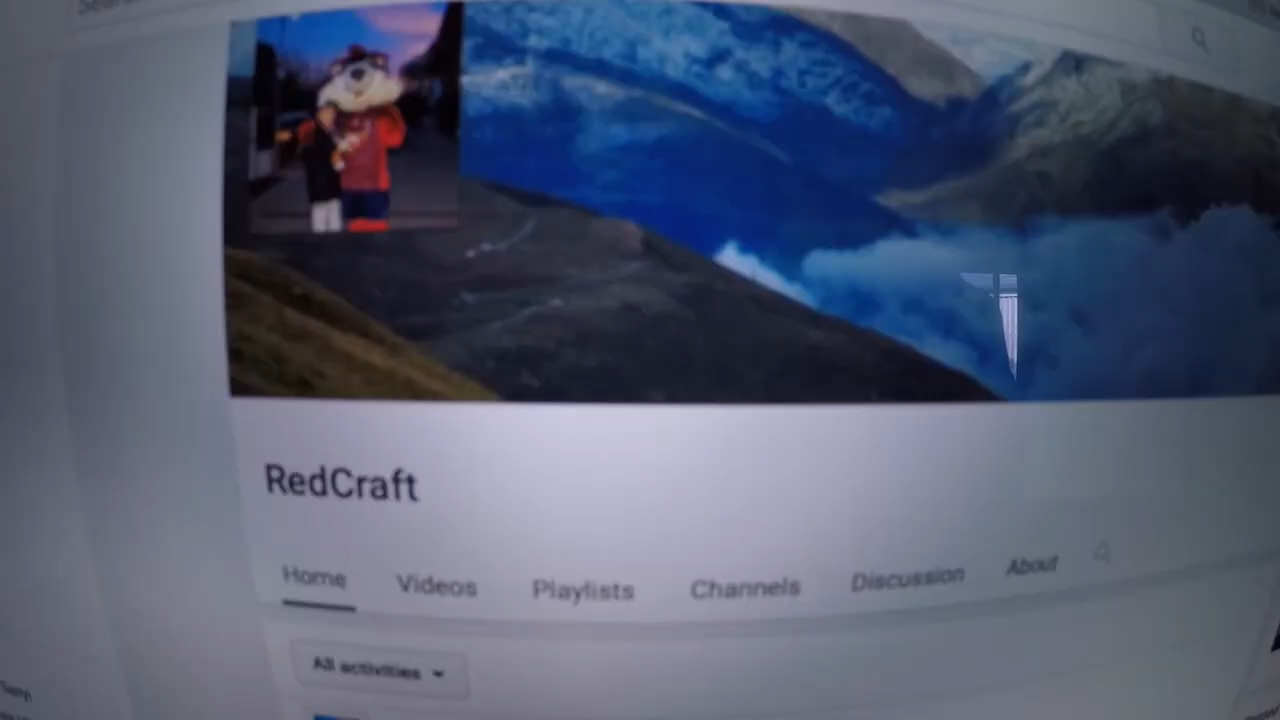 RedCraft
Home Videos Playlists Channels Discussion About
All activities